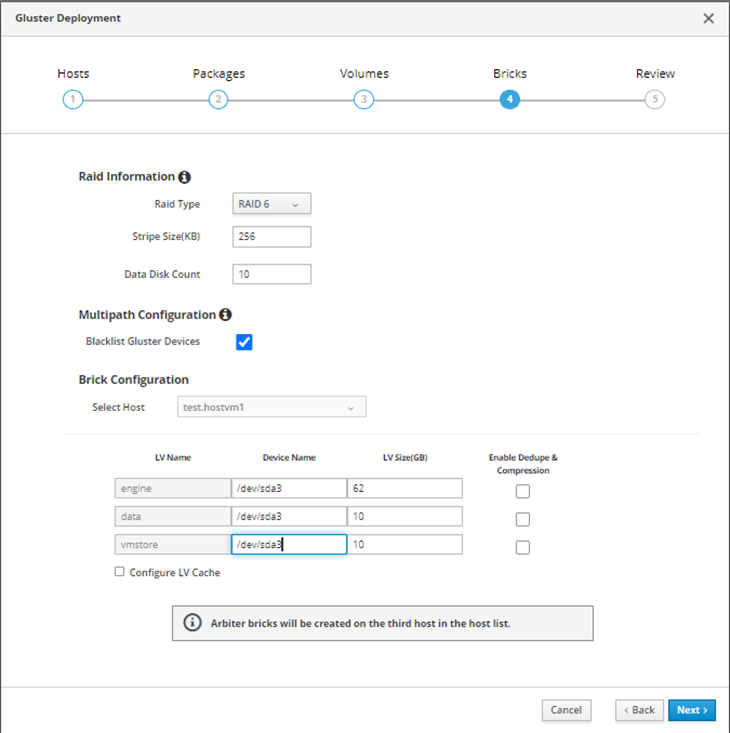 Gluster Deployment
Hosts Packages Volumes Bricks Review
1 2 3 4 5
Raid Information
Raid Type RAID 6
Stripe Size(KB) 256
Data Disk Count 10
Multipath Configuration
Blacklist Gluster Devices
Brick Configuration
Select Host test.hostvm1
LV Name Device Name LV Size(GB) Enable Dedupe &
Compression
engine /dev/sda3 62
data /dev/sda3 10
vmstore /dev/sda3 10
Configure LV Cache
Arbiter bricks will be created on the third host in the host list.
Cancel < Back Next >